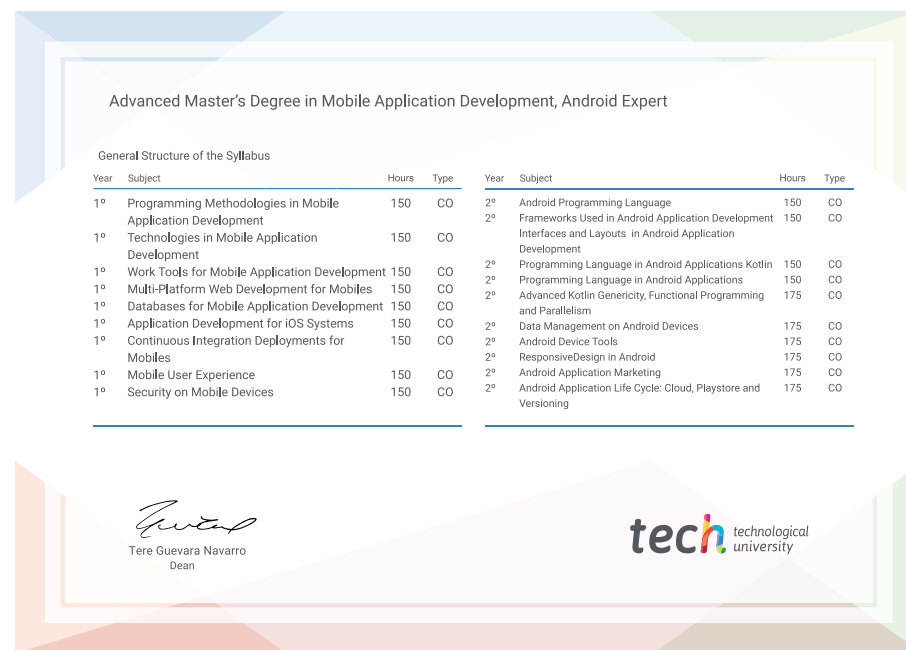 Advanced Master's Degree in Mobile Application Development, Android Expert
General Structure of the Syllabus
Year Subject Hours Type
1º Programming Methodologies in Mobile 150 CO
Application Development
1º Technologies in Mobile Application 150 CO
Development
1º Work Tools for Mobile Application Development 150 CO
1º Multi-Platform Web Development for Mobiles 150 CO
1º Databases for Mobile Application Development 150 CO
1º Application Development for iOS Systems 150 CO
1º Continuous Integration Deployments for 150 CO
Mobiles
1º Mobile User Experience 150 CO
1º Security on Mobile Devices 150 CO
Year Subject Hours Type
2º Android Programming Language 150 CO
2º Frameworks Used in Android Application Development 150 CO
Interfaces and Layouts in Android Application
Development
2º Programming Language in Android Applications Kotlin 150 CO
2º Programming Language in Android Applications 150 CO
2º Advanced Kotlin Genericity, Functional Programming 175 CO
and Parallelism
2º Data Management on Android Devices 175 CO
2º Android Device Tools 175 CO
2º ResponsiveDesign in Android 175 CO
2º Android Application Marketing 175 CO
2º Android Application Life Cycle: Cloud, Playstore and 175 CO
Versioning
Tere Guevara Navarro
Dean
tech technological
university